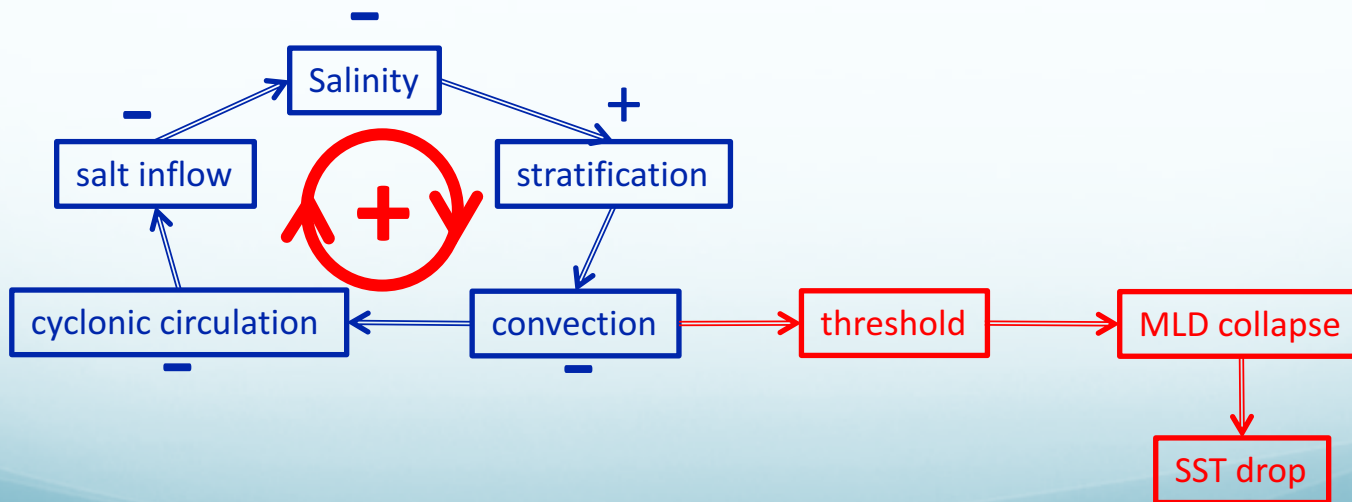 −
Salinity
−
+
salt inflow
stratification
+
cyclonic circulation
convection
threshold
MLD collapse
−
−
SST drop